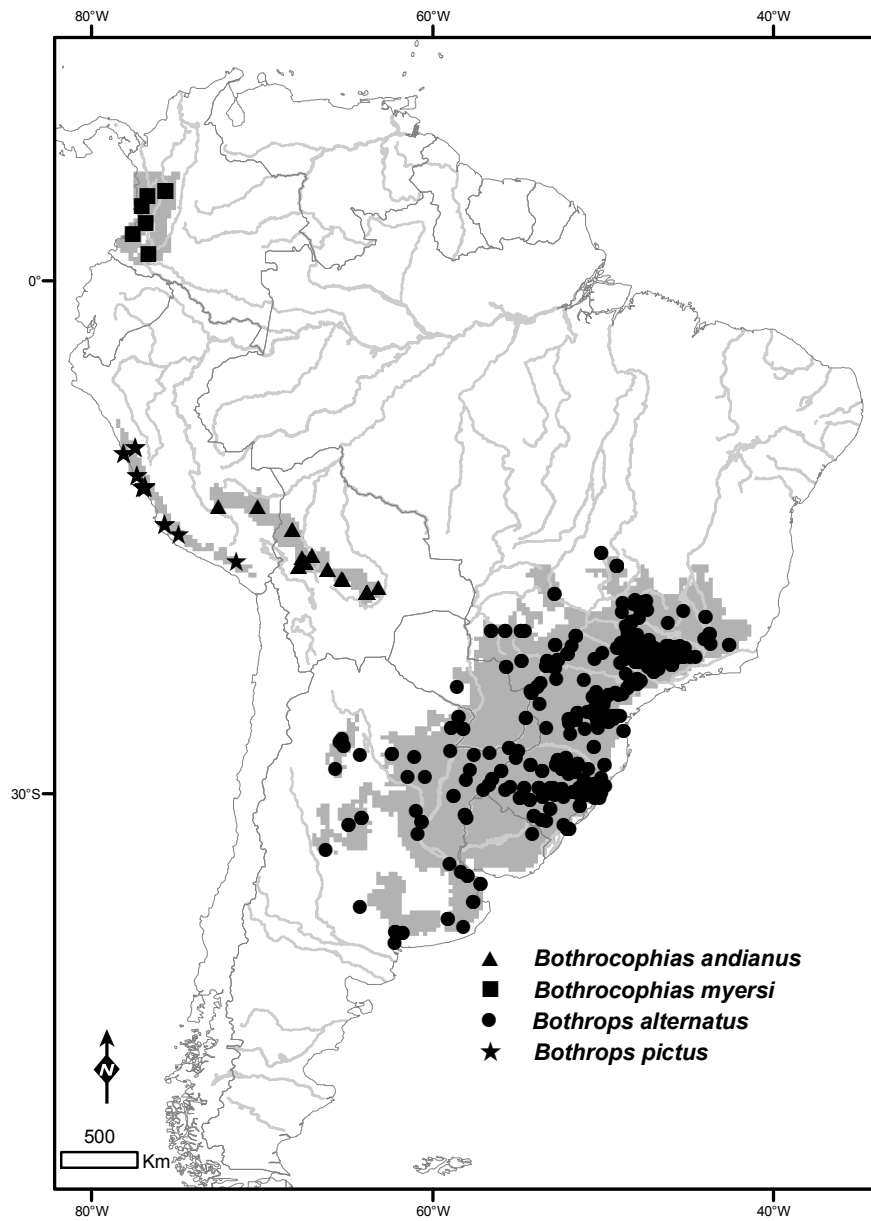 80°W 60°W 40°W
0°
30°S
Bothrocophias andianus
Bothrocophias myersi
Bothrops alternatus
Bothrops pictus
N
500
Km
80°W 60°W 40°W